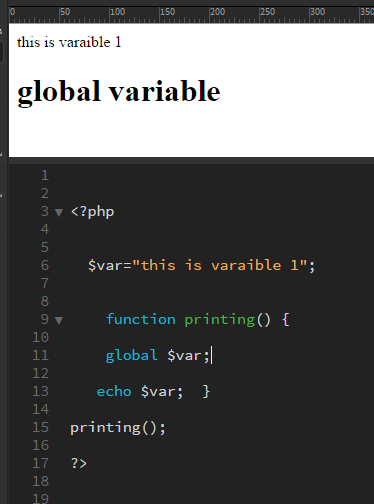 0 50 100 150 200 250 300 350
this is varaible 1
global variable
1
2
3 <?php
4
5
6 $var="this is varaible 1";
7
8
9 function printing() {
10
11 global $var;
12
13 echo $var; }
14
15 printing();
16
17 ?>
18
19